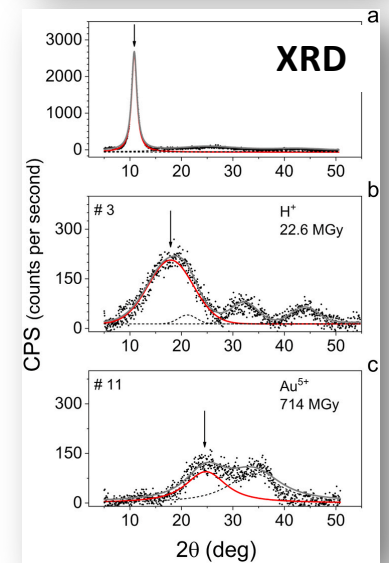 a
XRD
3000
2000
1000
0
10 20 30 40 50
b
# 3
H⁺
22.6 MGy
300
150
0
10 20 30 40 50
c
# 11
Au⁵⁺
714 MGy
300
150
0
10 20 30 40 50
CPS (counts per second)
2θ (deg)